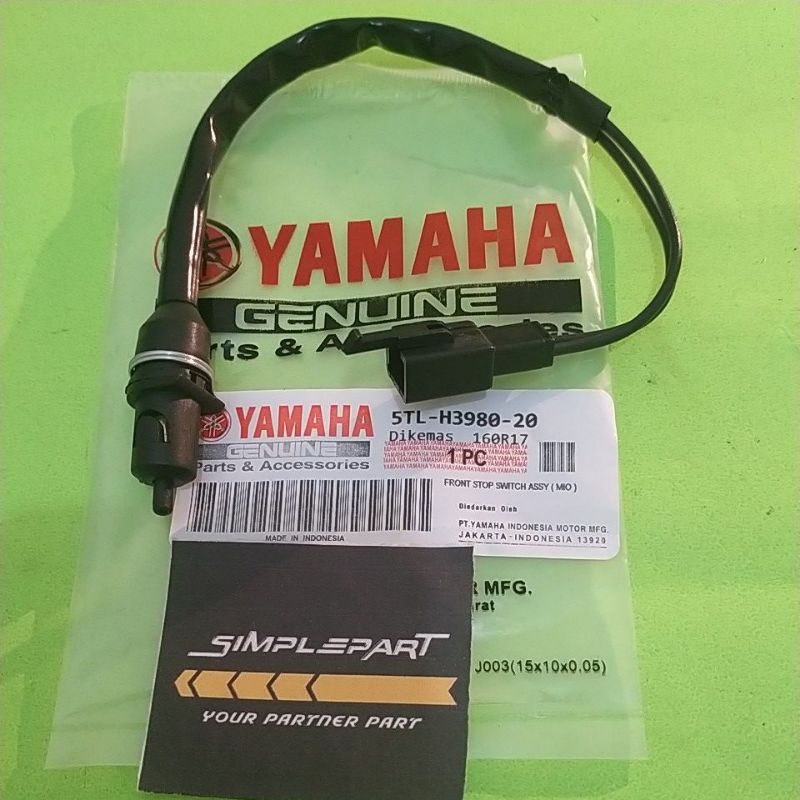 YAMAHA
GENUINE
Parts & Accessories
YAMAHA
GENUINE
Parts & Accessories
5TL-H3980-20
Dikemas 160R17
1 PC
FRONT STOP SWITCH ASSY ( MIO )
Diedarkan Oleh
PT.YAMAHA INDONESIA MOTOR MFG.
JAKARTA-INDONESIA 13920
MADE IN INDONESIA
R MFG.
rat
J003(15x10x0.05)
SIMPLEPART
YOUR PARTNER PART